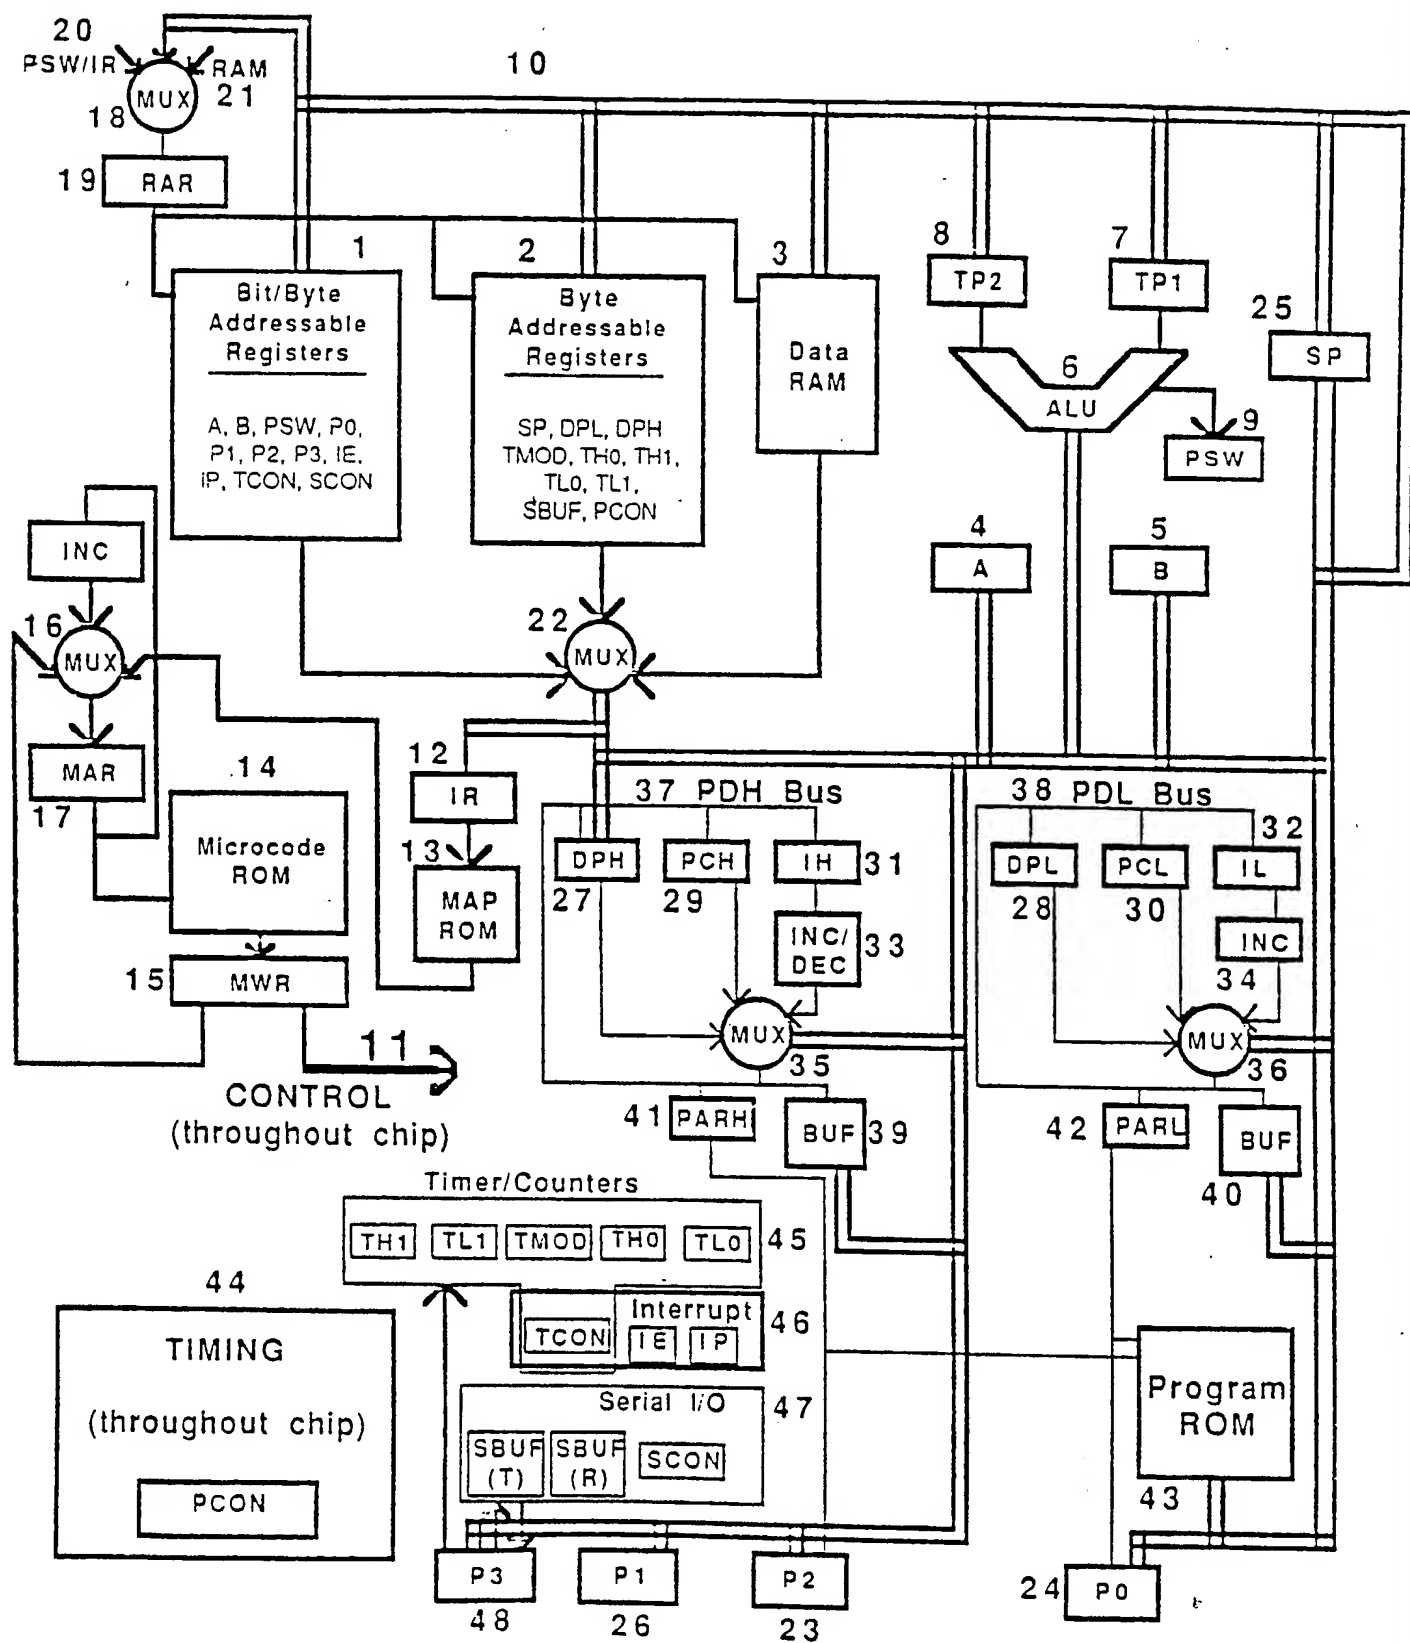 20
PSW/IR
RAM
21
10
MUX
18
19
RAR
1
2
3
8
7
TP2
TP1
25
SP
Bit/Byte
Addressable
Registers
A, B, PSW, P0,
P1, P2, P3, IE,
IP, TCON, SCON
Byte
Addressable
Registers
SP, DPL, DPH
TMOD, TH0, TH1,
TL0, TL1,
SBUF, PCON
Data
RAM
6
ALU
9
PSW
INC
4
A
5
B
16
MUX
22
MUX
MAR
17
14
Microcode
ROM
12
IR
13
MAP
ROM
15
MWR
11
CONTROL
(throughout chip)
37 PDH Bus
38 PDL Bus
DPH
27
PCH
29
IH
31
INC/
DEC
33
MUX
35
DPL
28
PCL
30
32
IL
INC
34
MUX
36
41
PARH
BUF
39
42
PARL
BUF
40
Timer/Counters
TH1
TL1
TMOD
TH0
TL0
45
Interrupt
46
TCON
IE
IP
Serial I/O
47
SBUF
(T)
SBUF
(R)
SCON
44
TIMING
(throughout chip)
PCON
Program
ROM
43
P3
48
P1
26
P2
23
24
P0